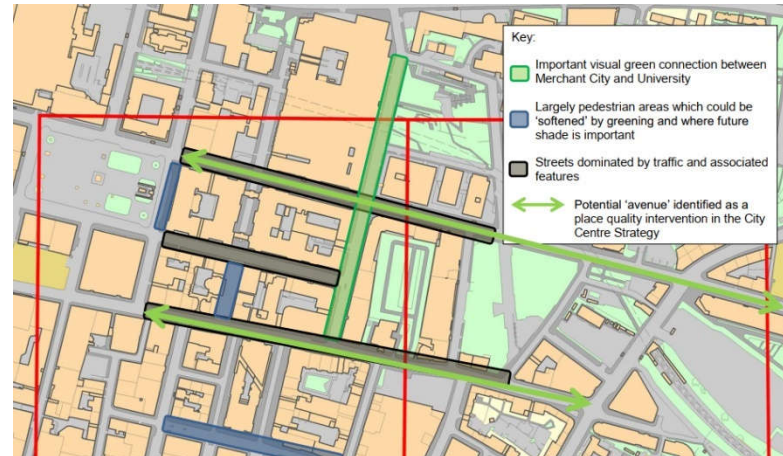 Key:
Important visual green connection between
Merchant City and University
Largely pedestrian areas which could be
'softened' by greening and where future
shade is important
Streets dominated by traffic and associated
features
Potential 'avenue' identified as a
place quality intervention in the City
Centre Strategy